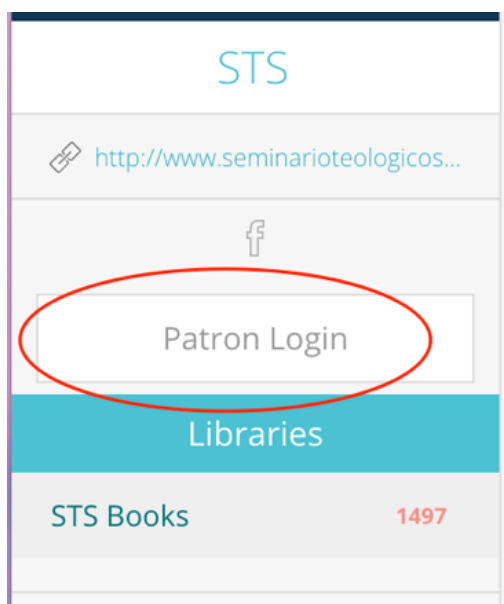 STS
http://www.seminarioteologicos...
Patron Login
Libraries
STS Books 1497